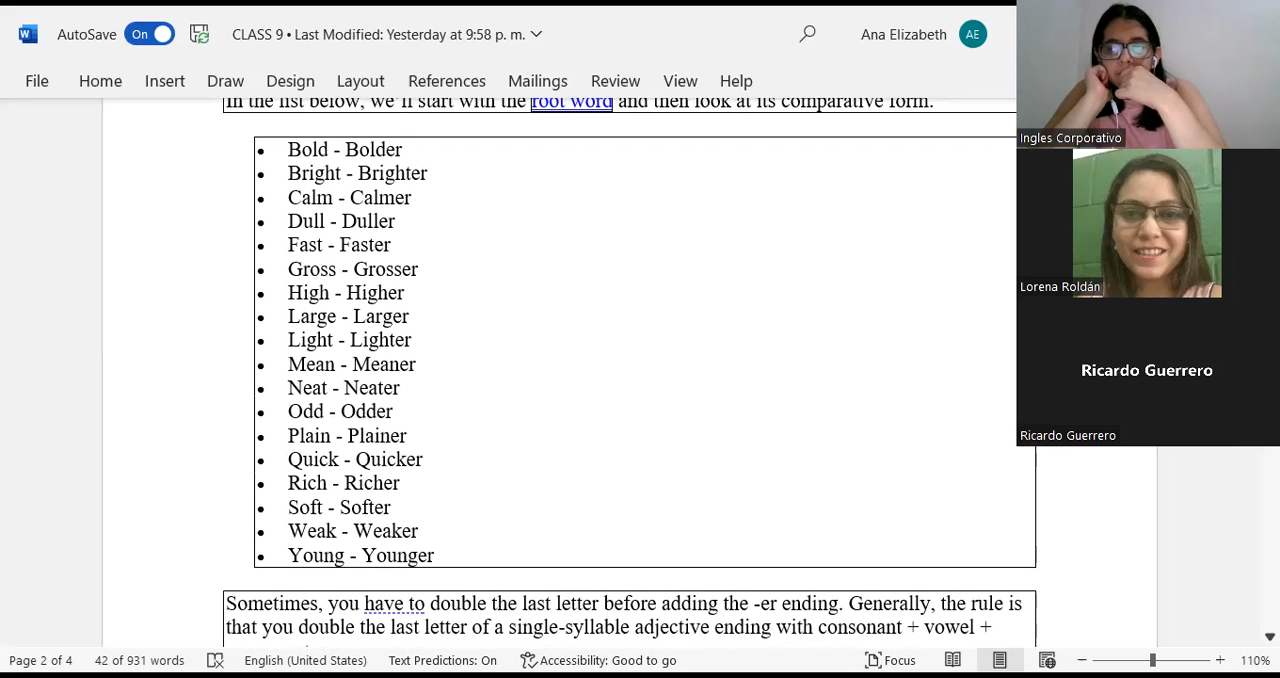 AutoSave On CLASS 9 • Last Modified: Yesterday at 9:58 p. m. Ana Elizabeth AE
File Home Insert Draw Design Layout References Mailings Review View Help
In the list below, we'll start with the root word and then look at its comparative form.
• Bold - Bolder
• Bright - Brighter
• Calm - Calmer
• Dull - Duller
• Fast - Faster
• Gross - Grosser
• High - Higher
• Large - Larger
• Light - Lighter
• Mean - Meaner
• Neat - Neater
• Odd - Odder
• Plain - Plainer
• Quick - Quicker
• Rich - Richer
• Soft - Softer
• Weak - Weaker
• Young - Younger
Sometimes, you have to double the last letter before adding the -er ending. Generally, the rule is
that you double the last letter of a single-syllable adjective ending with consonant + vowel +
Page 2 of 4 42 of 931 words English (United States) Text Predictions: On Accessibility: Good to go Focus 110%
Ingles Corporativo
Lorena Roldán
Ricardo Guerrero
Ricardo Guerrero